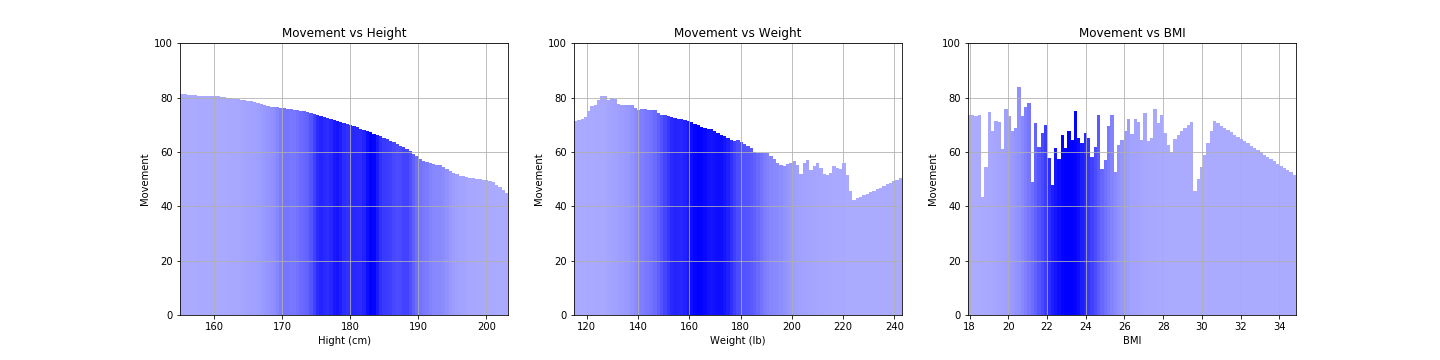 Movement vs Height
Movement
100
80
60
40
20
0
160 170 180 190 200
Hight (cm)
Movement vs Weight
Movement
100
80
60
40
20
0
120 140 160 180 200 220 240
Weight (lb)
Movement vs BMI
Movement
100
80
60
40
20
0
18 20 22 24 26 28 30 32 34
BMI